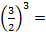 (3/2)³ =